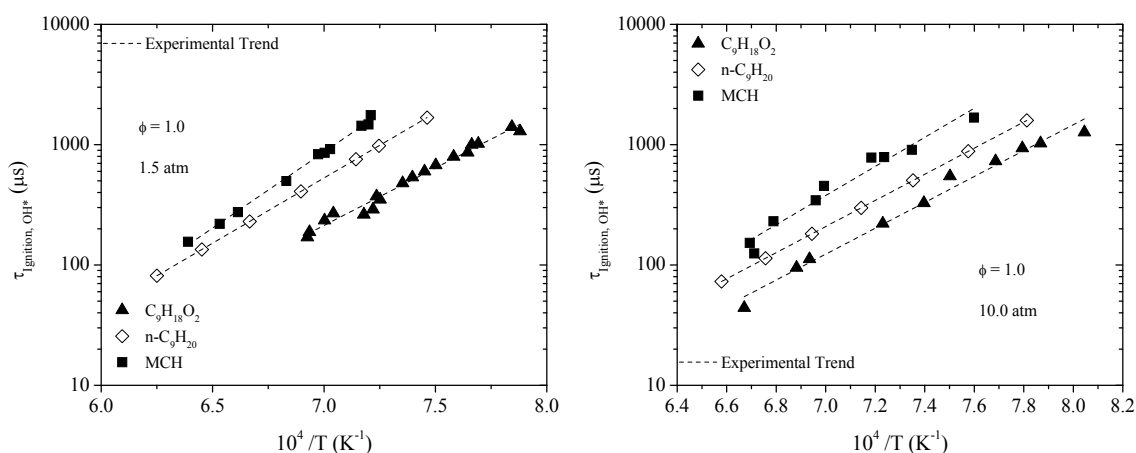 10000
1000
100
10
τIgnition, OH* (μs)
Experimental Trend
ϕ = 1.0
1.5 atm
C9H18O2
n-C9H20
MCH
6.0 6.5 7.0 7.5 8.0
10^4 /T (K^-1)
10000
1000
100
10
τIgnition, OH* (μs)
C9H18O2
n-C9H20
MCH
ϕ = 1.0
10.0 atm
Experimental Trend
6.4 6.6 6.8 7.0 7.2 7.4 7.6 7.8 8.0 8.2
10^4 /T (K^-1)